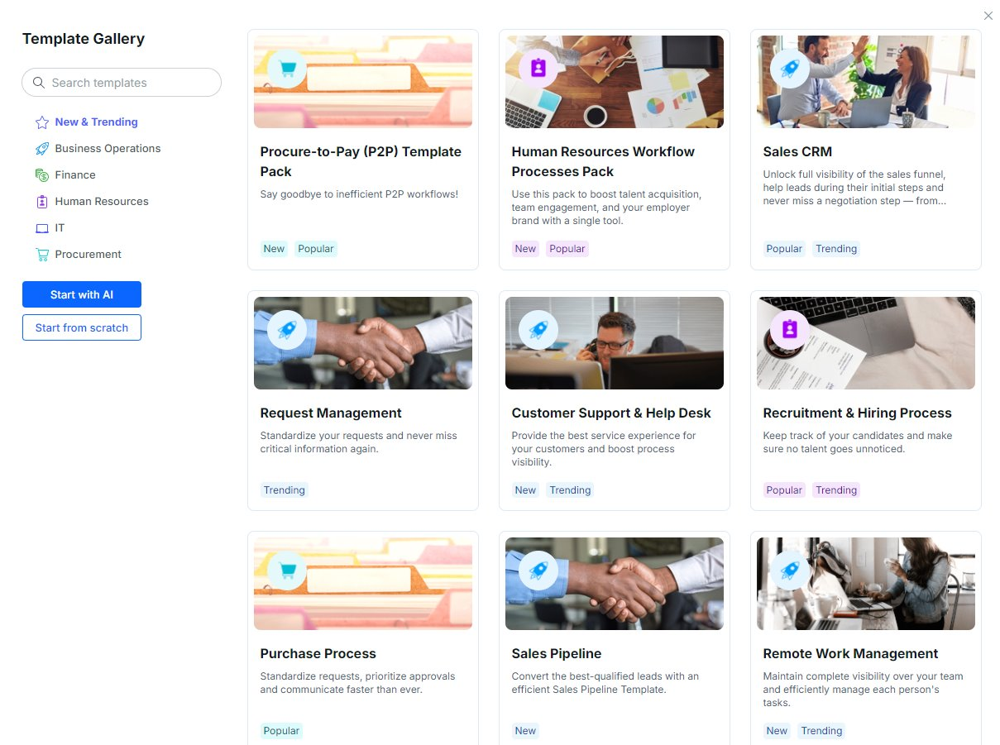 Template Gallery
Search templates
New & Trending
Business Operations
Finance
Human Resources
IT
Procurement
Start with AI
Start from scratch
Procure-to-Pay (P2P) Template
Pack
Say goodbye to inefficient P2P workflows!
New Popular
Human Resources Workflow
Processes Pack
Use this pack to boost talent acquisition,
team engagement, and your employer
brand with a single tool.
New Popular
Sales CRM
Unlock full visibility of the sales funnel,
help leads during their initial steps and
never miss a negotiation step — from...
Popular Trending
Request Management
Standardize your requests and never miss
critical information again.
Trending
Customer Support & Help Desk
Provide the best service experience for
your customers and boost process
visibility.
New Trending
Recruitment & Hiring Process
Keep track of your candidates and make
sure no talent goes unnoticed.
Popular Trending
Purchase Process
Standardize requests, prioritize approvals
and communicate faster than ever.
Popular
Sales Pipeline
Convert the best-qualified leads with an
efficient Sales Pipeline Template.
New
Remote Work Management
Maintain complete visibility over your team
and efficiently manage each person's
tasks.
New Trending